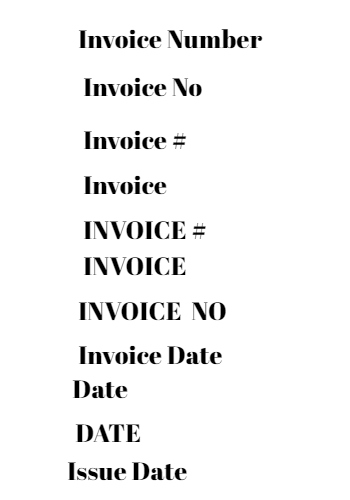 Invoice Number
Invoice No
Invoice #
Invoice
INVOICE #
INVOICE
INVOICE NO
Invoice Date
Date
DATE
Issue Date